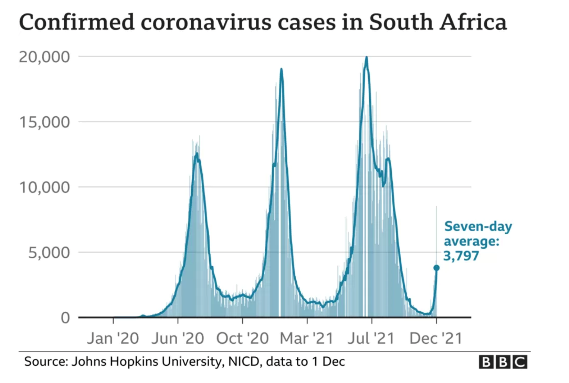 Confirmed coronavirus cases in South Africa
20,000
15,000
10,000
5,000
0
Seven-day
average:
3,797
Jan '20 Jun '20 Oct '20 Mar '21 Jul '21 Dec '21
Source: Johns Hopkins University, NICD, data to 1 Dec
BBC